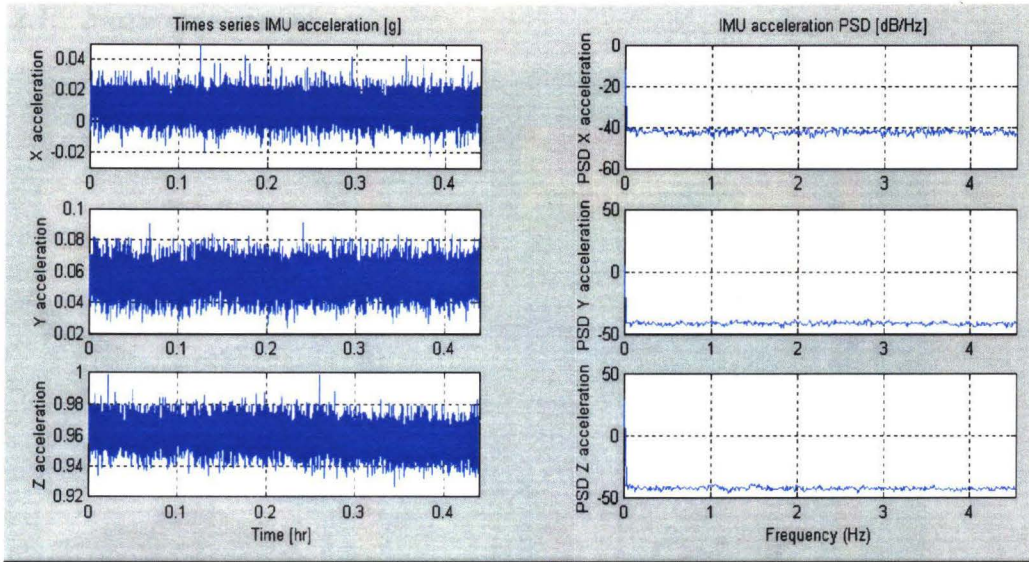 Times series IMU acceleration [g]
IMU acceleration PSD [dB/Hz]
X acceleration
0.04
0.02
0
-0.02
0 0.1 0.2 0.3 0.4
PSD X acceleration
0
-20
-40
-60
0 1 2 3 4
Y acceleration
0.1
0.08
0.06
0.04
0.02
0 0.1 0.2 0.3 0.4
PSD Y acceleration
50
0
-50
0 1 2 3 4
Z acceleration
1
0.98
0.96
0.94
0.92
0 0.1 0.2 0.3 0.4
Time [hr]
PSD Z acceleration
50
0
-50
0 1 2 3 4
Frequency (Hz)